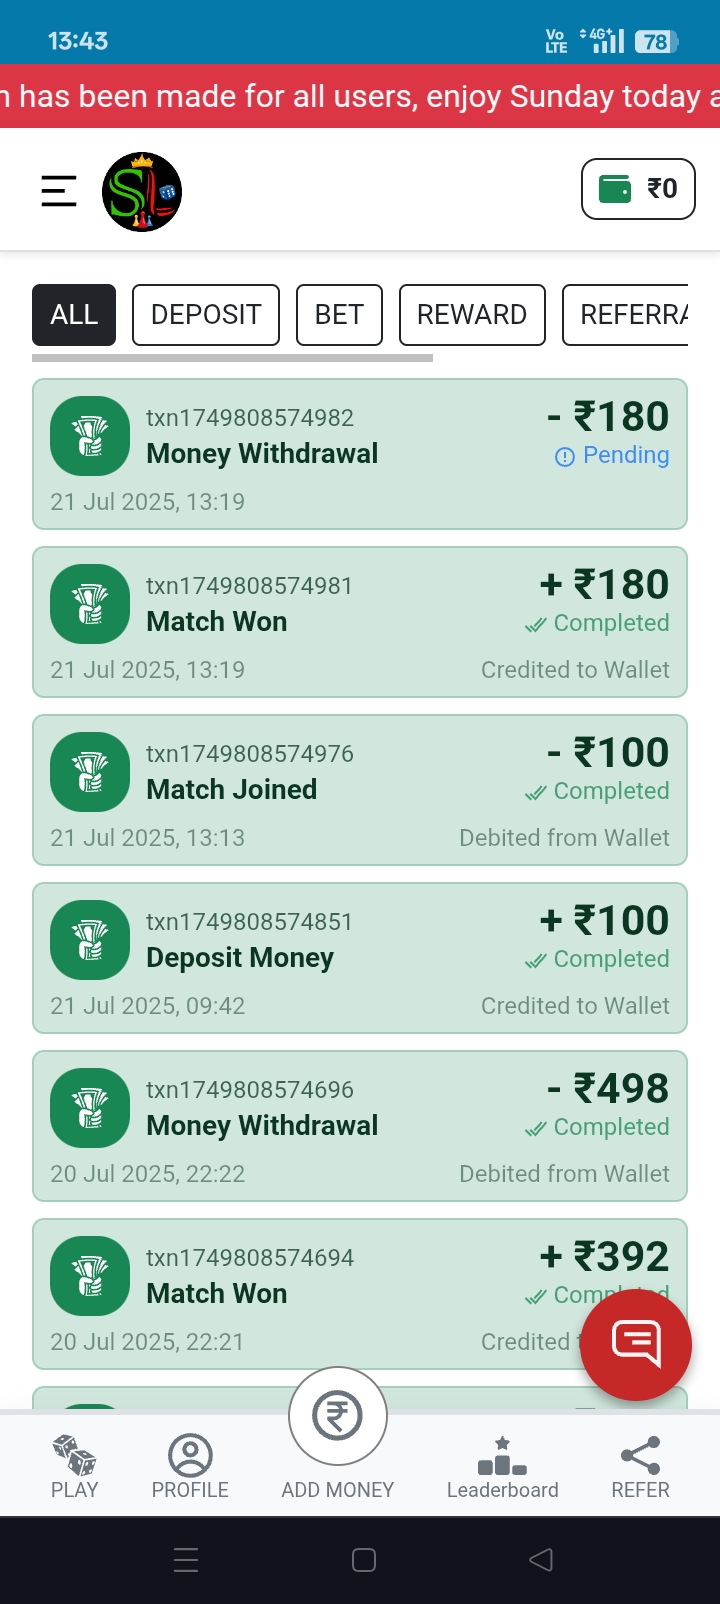 13:43
Vo LTE 4G+ 78
has been made for all users, enjoy Sunday today
SL
₹0
ALL DEPOSIT BET REWARD REFERRA
txn1749808574982 - ₹180
Money Withdrawal Pending
21 Jul 2025, 13:19
txn1749808574981 + ₹180
Match Won Completed
21 Jul 2025, 13:19 Credited to Wallet
txn1749808574976 - ₹100
Match Joined Completed
21 Jul 2025, 13:13 Debited from Wallet
txn1749808574851 + ₹100
Deposit Money Completed
21 Jul 2025, 09:42 Credited to Wallet
txn1749808574696 - ₹498
Money Withdrawal Completed
20 Jul 2025, 22:22 Debited from Wallet
txn1749808574694 + ₹392
Match Won Completed
20 Jul 2025, 22:21 Credited
PLAY PROFILE ADD MONEY Leaderboard REFER